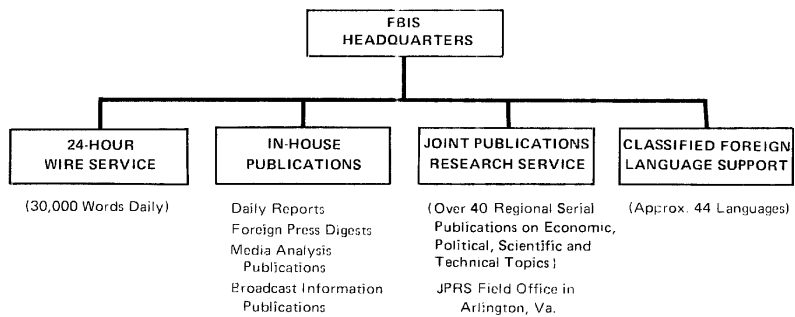 FBIS
HEADQUARTERS
24-HOUR
WIRE SERVICE
(30,000 Words Daily)
IN-HOUSE
PUBLICATIONS
Daily Reports
Foreign Press Digests
Media Analysis
Publications
Broadcast Information
Publications
JOINT PUBLICATIONS
RESEARCH SERVICE
(Over 40 Regional Serial
Publications on Economic,
Political, Scientific and
Technical Topics)
JPRS Field Office in
Arlington, Va.
CLASSIFIED FOREIGN
LANGUAGE SUPPORT
(Approx. 44 Languages)